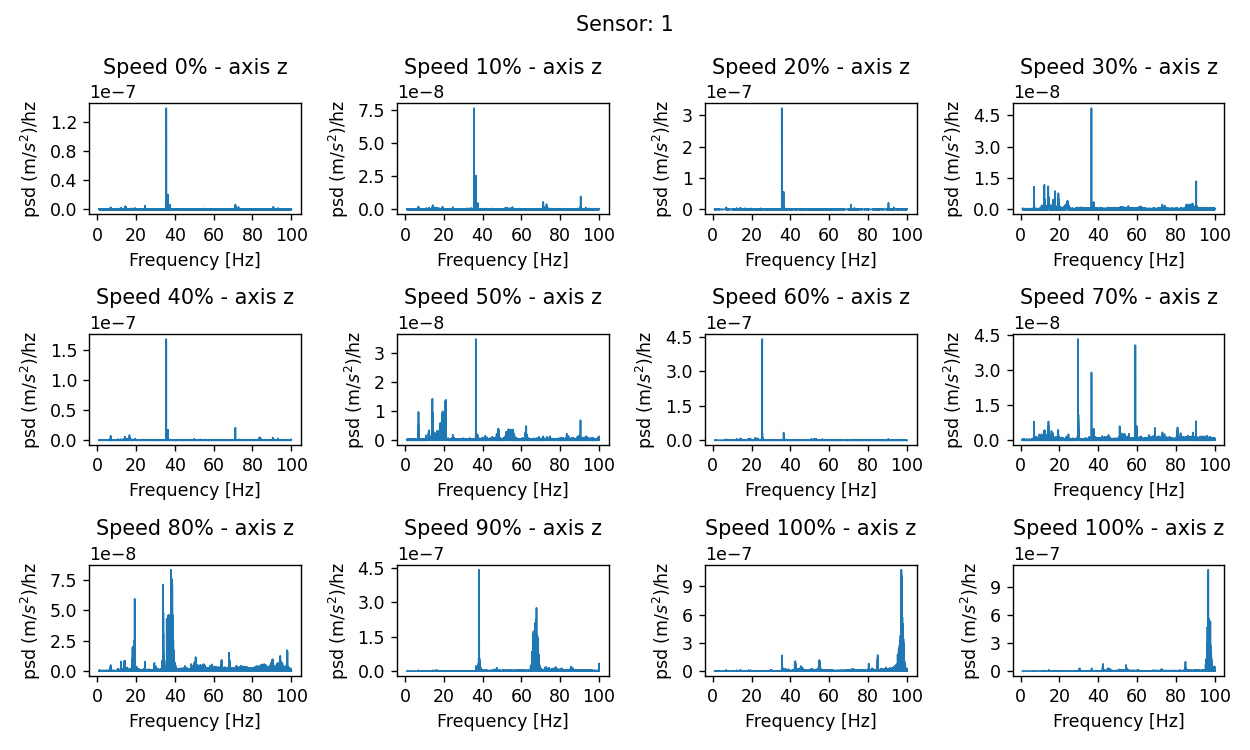 Sensor: 1
Speed 0% - axis z
1e−7
psd (m/s²)/hz
1.2
0.8
0.4
0.0
0 20 40 60 80 100
Frequency [Hz]
Speed 10% - axis z
1e−8
psd (m/s²)/hz
7.5
5.0
2.5
0.0
0 20 40 60 80 100
Frequency [Hz]
Speed 20% - axis z
1e−7
psd (m/s²)/hz
3
2
1
0
0 20 40 60 80 100
Frequency [Hz]
Speed 30% - axis z
1e−8
psd (m/s²)/hz
4.5
3.0
1.5
0.0
0 20 40 60 80 100
Frequency [Hz]
Speed 40% - axis z
1e−7
psd (m/s²)/hz
1.5
1.0
0.5
0.0
0 20 40 60 80 100
Frequency [Hz]
Speed 50% - axis z
1e−8
psd (m/s²)/hz
3
2
1
0
0 20 40 60 80 100
Frequency [Hz]
Speed 60% - axis z
1e−7
psd (m/s²)/hz
4.5
3.0
1.5
0.0
0 20 40 60 80 100
Frequency [Hz]
Speed 70% - axis z
1e−8
psd (m/s²)/hz
4.5
3.0
1.5
0.0
0 20 40 60 80 100
Frequency [Hz]
Speed 80% - axis z
1e−8
psd (m/s²)/hz
7.5
5.0
2.5
0.0
0 20 40 60 80 100
Frequency [Hz]
Speed 90% - axis z
1e−7
psd (m/s²)/hz
4.5
3.0
1.5
0.0
0 20 40 60 80 100
Frequency [Hz]
Speed 100% - axis z
1e−7
psd (m/s²)/hz
9
6
3
0
0 20 40 60 80 100
Frequency [Hz]
Speed 100% - axis z
1e−7
psd (m/s²)/hz
9
6
3
0
0 20 40 60 80 100
Frequency [Hz]